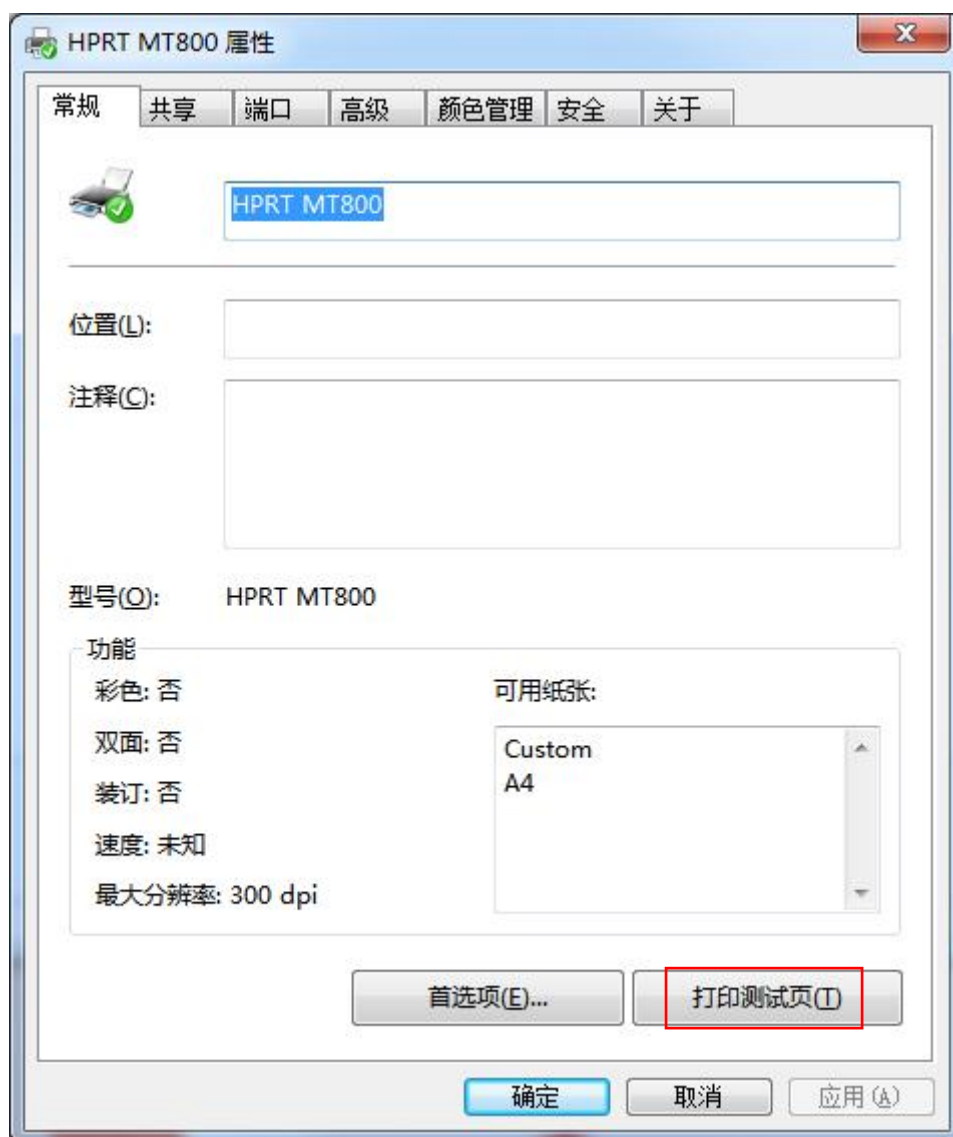 HPRT MT800 属性
常规 共享 端口 高级 颜色管理 安全 关于
HPRT MT800
位置(L):
注释(C):
型号(O): HPRT MT800
功能
彩色: 否
可用纸张:
双面: 否
Custom
装订: 否
A4
速度: 未知
最大分辨率: 300 dpi
首选项(E)... 打印测试页(T)
确定 取消 应用(A)